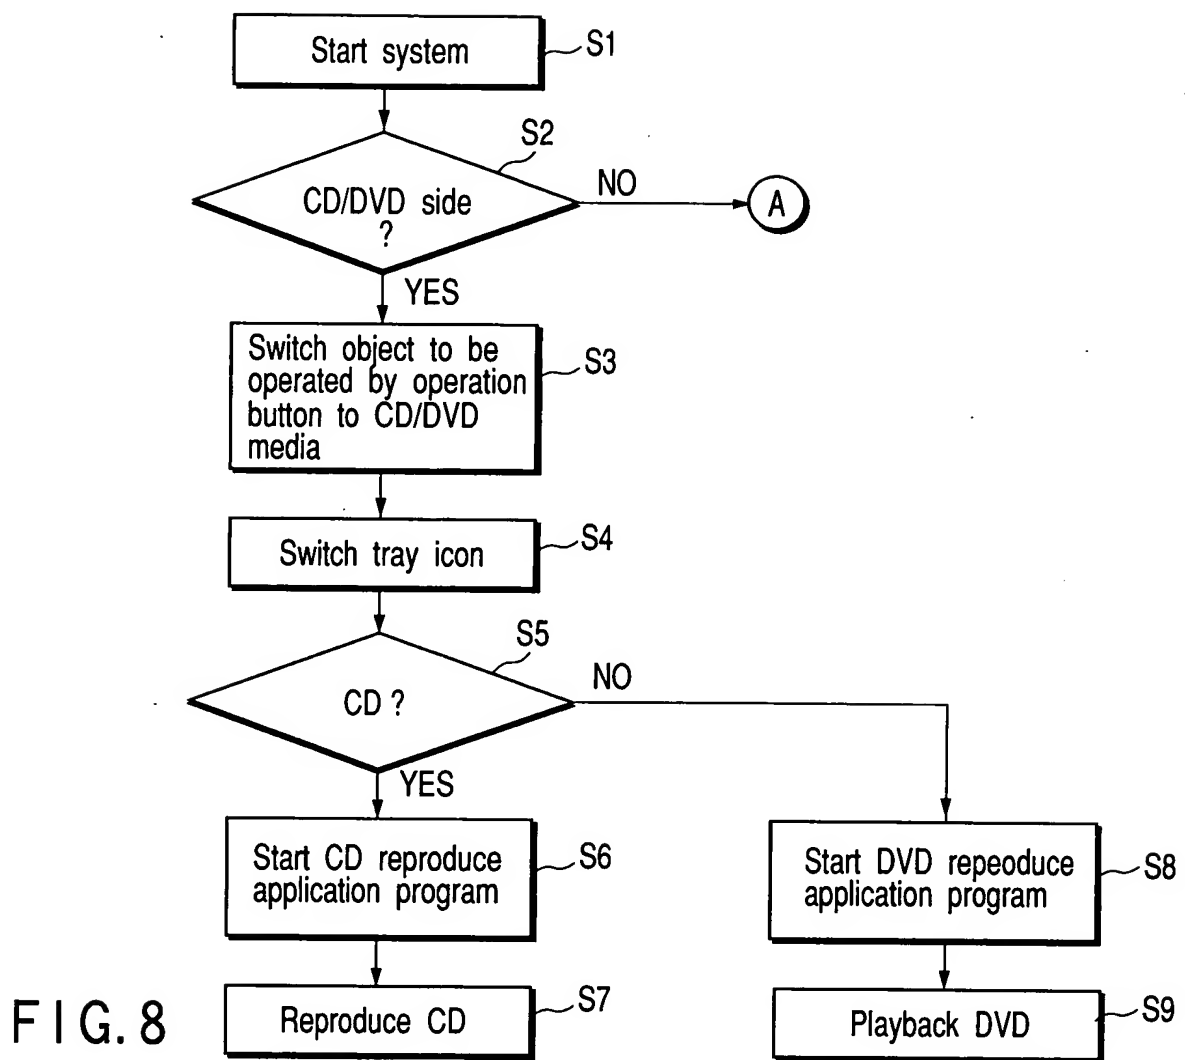 Start system
S1
S2
CD/DVD side
?
NO
A
YES
Switch object to be
operated by operation
button to CD/DVD
media
S3
Switch tray icon
S4
S5
CD ?
NO
YES
Start CD reproduce
application program
S6
Start DVD repeoduce
application program
S8
Reproduce CD
S7
Playback DVD
S9
FIG. 8